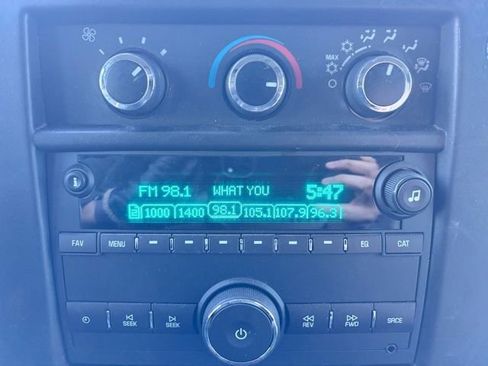 MAX
FM 98.1 WHAT YOU 5:47
1000 1400 98.1 105.1 107.9 96.3
FAV MENU EQ CAT
SEEK SEEK REV FWD SRCE